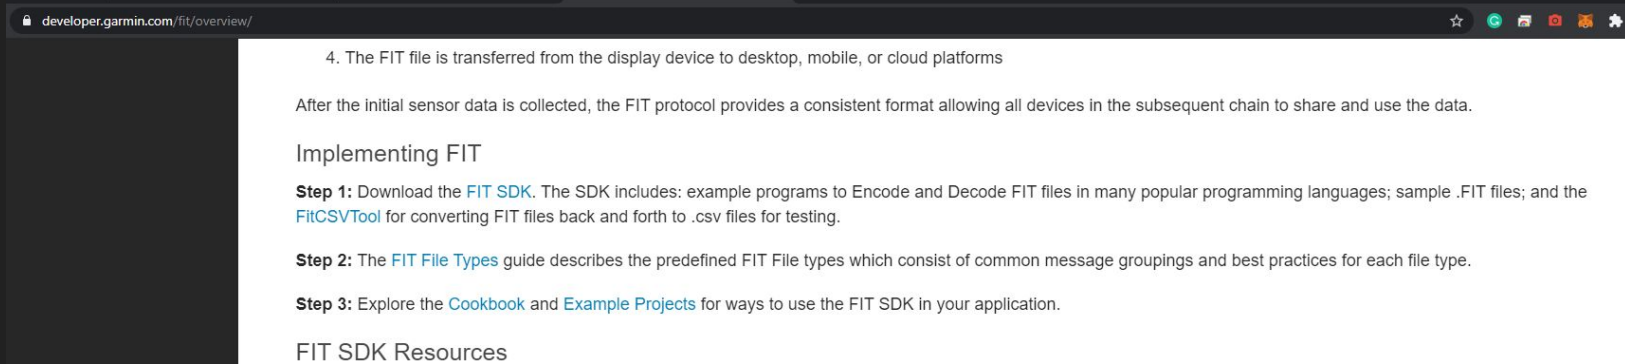 developer.garmin.com/fit/overview/
4. The FIT file is transferred from the display device to desktop, mobile, or cloud platforms
After the initial sensor data is collected, the FIT protocol provides a consistent format allowing all devices in the subsequent chain to share and use the data.
Implementing FIT
Step 1: Download the FIT SDK. The SDK includes: example programs to Encode and Decode FIT files in many popular programming languages; sample .FIT files; and the
FitCSVTool for converting FIT files back and forth to .csv files for testing.
Step 2: The FIT File Types guide describes the predefined FIT File types which consist of common message groupings and best practices for each file type.
Step 3: Explore the Cookbook and Example Projects for ways to use the FIT SDK in your application.
FIT SDK Resources